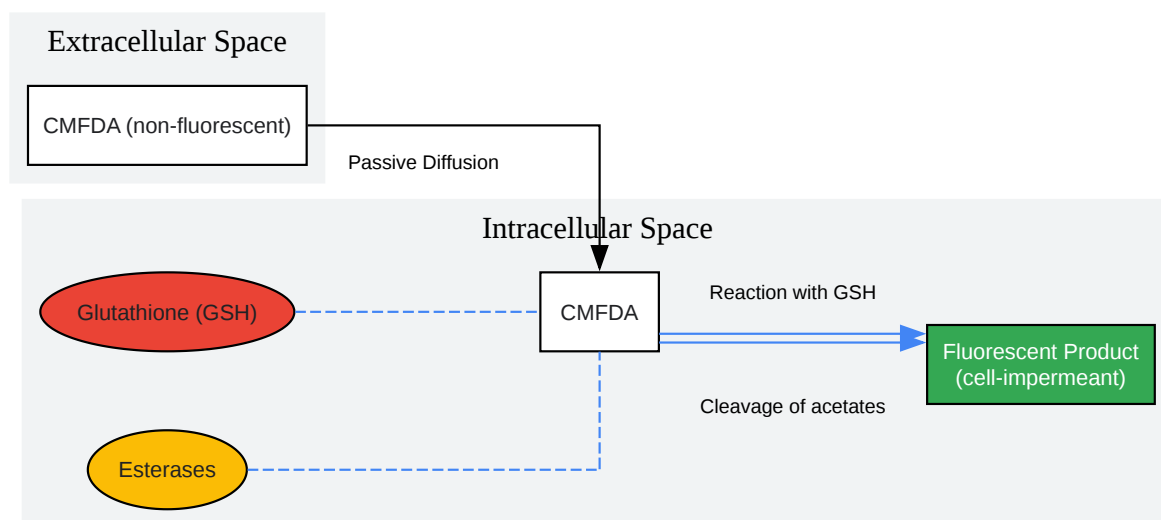 Extracellular Space
CMFDA (non-fluorescent)
Passive Diffusion
Intracellular Space
Glutathione (GSH)
CMFDA
Reaction with GSH
Fluorescent Product
(cell-impermeant)
Cleavage of acetates
Esterases